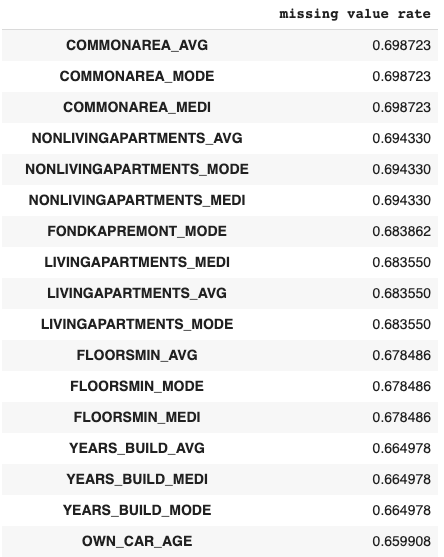 missing value rate
COMMONAREA_AVG 0.698723
COMMONAREA_MODE 0.698723
COMMONAREA_MEDI 0.698723
NONLIVINGAPARTMENTS_AVG 0.694330
NONLIVINGAPARTMENTS_MODE 0.694330
NONLIVINGAPARTMENTS_MEDI 0.694330
FONDKAPREMONT_MODE 0.683862
LIVINGAPARTMENTS_MEDI 0.683550
LIVINGAPARTMENTS_AVG 0.683550
LIVINGAPARTMENTS_MODE 0.683550
FLOORSMIN_AVG 0.678486
FLOORSMIN_MODE 0.678486
FLOORSMIN_MEDI 0.678486
YEARS_BUILD_AVG 0.664978
YEARS_BUILD_MEDI 0.664978
YEARS_BUILD_MODE 0.664978
OWN_CAR_AGE 0.659908